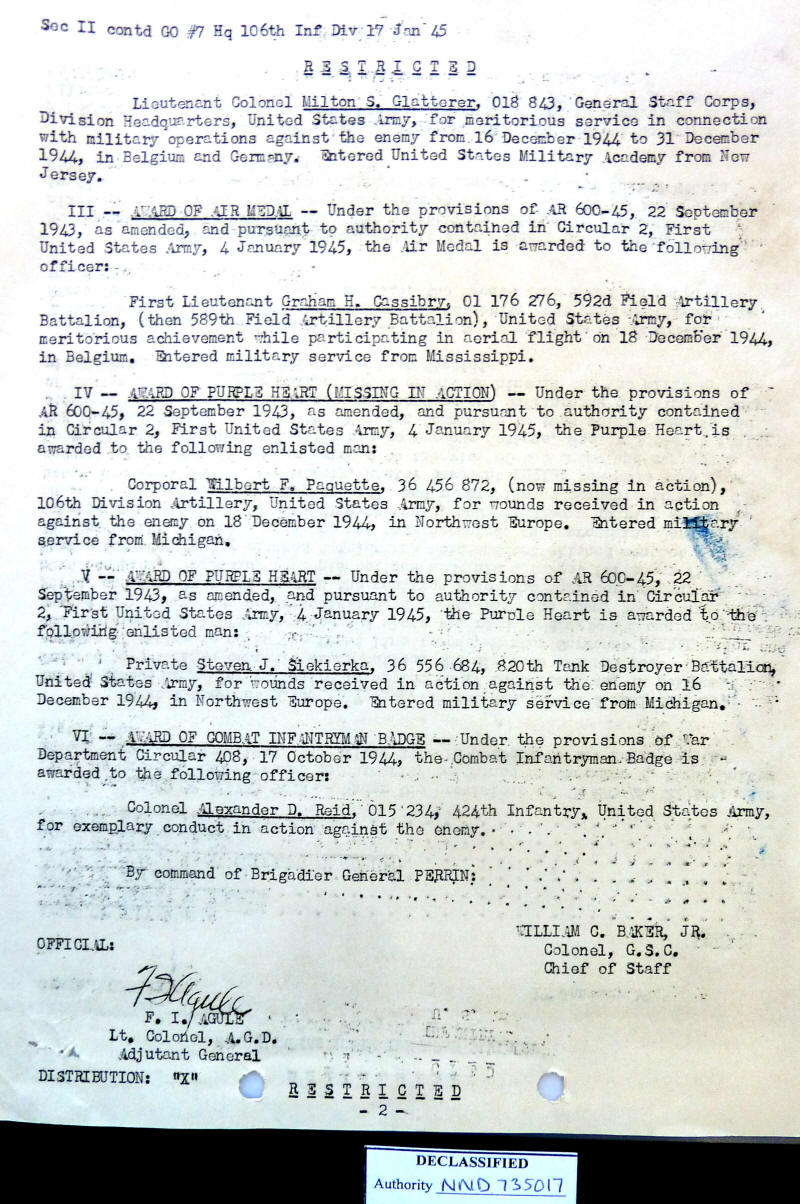 Sec II contd GO #7 Hq 106th Inf Div 17 Jan 45
RESTRICTED
Lieutenant Colonel Milton S. Glatterer, 018 843, General Staff Corps,
Division Headquarters, United States Army, for meritorious service in connection
with military operations against the enemy from 16 December 1944 to 31 December
1944, in Belgium and Germany. Entered United States Military Academy from New
Jersey.
III -- AWARD OF AIR MEDAL -- Under the provisions of AR 600-45, 22 September
1943, as amended, and pursuant to authority contained in Circular 2, First
United States Army, 4 January 1945, the Air Medal is awarded to the following
officer:
First Lieutenant Graham H. Cassibry, 01 176 276, 592d Field Artillery
Battalion, (then 589th Field Artillery Battalion), United States Army, for
meritorious achievement while participating in aerial flight on 18 December 1944,
in Belgium. Entered military service from Mississippi.
IV -- AWARD OF PURPLE HEART (MISSING IN ACTION) -- Under the provisions of
AR 600-45, 22 September 1943, as amended, and pursuant to authority contained
in Circular 2, First United States Army, 4 January 1945, the Purple Heart is
awarded to the following enlisted man:
Corporal Wilbert F. Paquette, 36 456 872, (now missing in action),
106th Division Artillery, United States Army, for wounds received in action
against the enemy on 18 December 1944, in Northwest Europe. Entered military
service from Michigan.
V -- AWARD OF PURPLE HEART -- Under the provisions of AR 600-45, 22
September 1943, as amended, and pursuant to authority contained in Circular
2, First United States Army, 4 January 1945, the Purple Heart is awarded to the
following enlisted man:
Private Steven J. Siekierka, 36 556 684, 820th Tank Destroyer Battalion,
United States Army, for wounds received in action against the enemy on 16
December 1944, in Northwest Europe. Entered military service from Michigan.
VI -- AWARD OF COMBAT INFANTRYMAN BADGE -- Under the provisions of War
Department Circular 408, 17 October 1944, the Combat Infantryman Badge is
awarded to the following officer:
Colonel Alexander D. Reid, 015 234, 424th Infantry, United States Army,
for exemplary conduct in action against the enemy.
By command of Brigadier General PERRIN:
WILLIAM C. BAKER, JR.
Colonel, G.S.C.
Chief of Staff
OFFICIAL:
F I Agule
F. I. AGULE
Lt. Colonel, A.G.D.
Adjutant General
DISTRIBUTION: "X"
RESTRICTED
- 2 -
DECLASSIFIED
Authority NND 735017